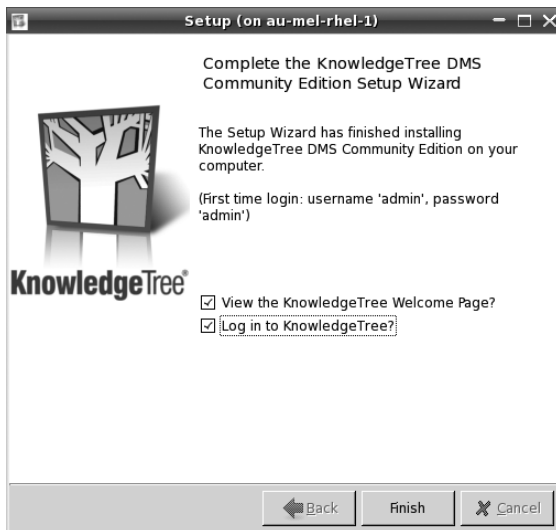 Setup (on au-mel-rhel-1)
Complete the KnowledgeTree DMS
Community Edition Setup Wizard
The Setup Wizard has finished installing
KnowledgeTree DMS Community Edition on your
computer.
(First time login: username 'admin', password
'admin')
KnowledgeTree®
View the KnowledgeTree Welcome Page?
Log in to KnowledgeTree?
Back Finish Cancel